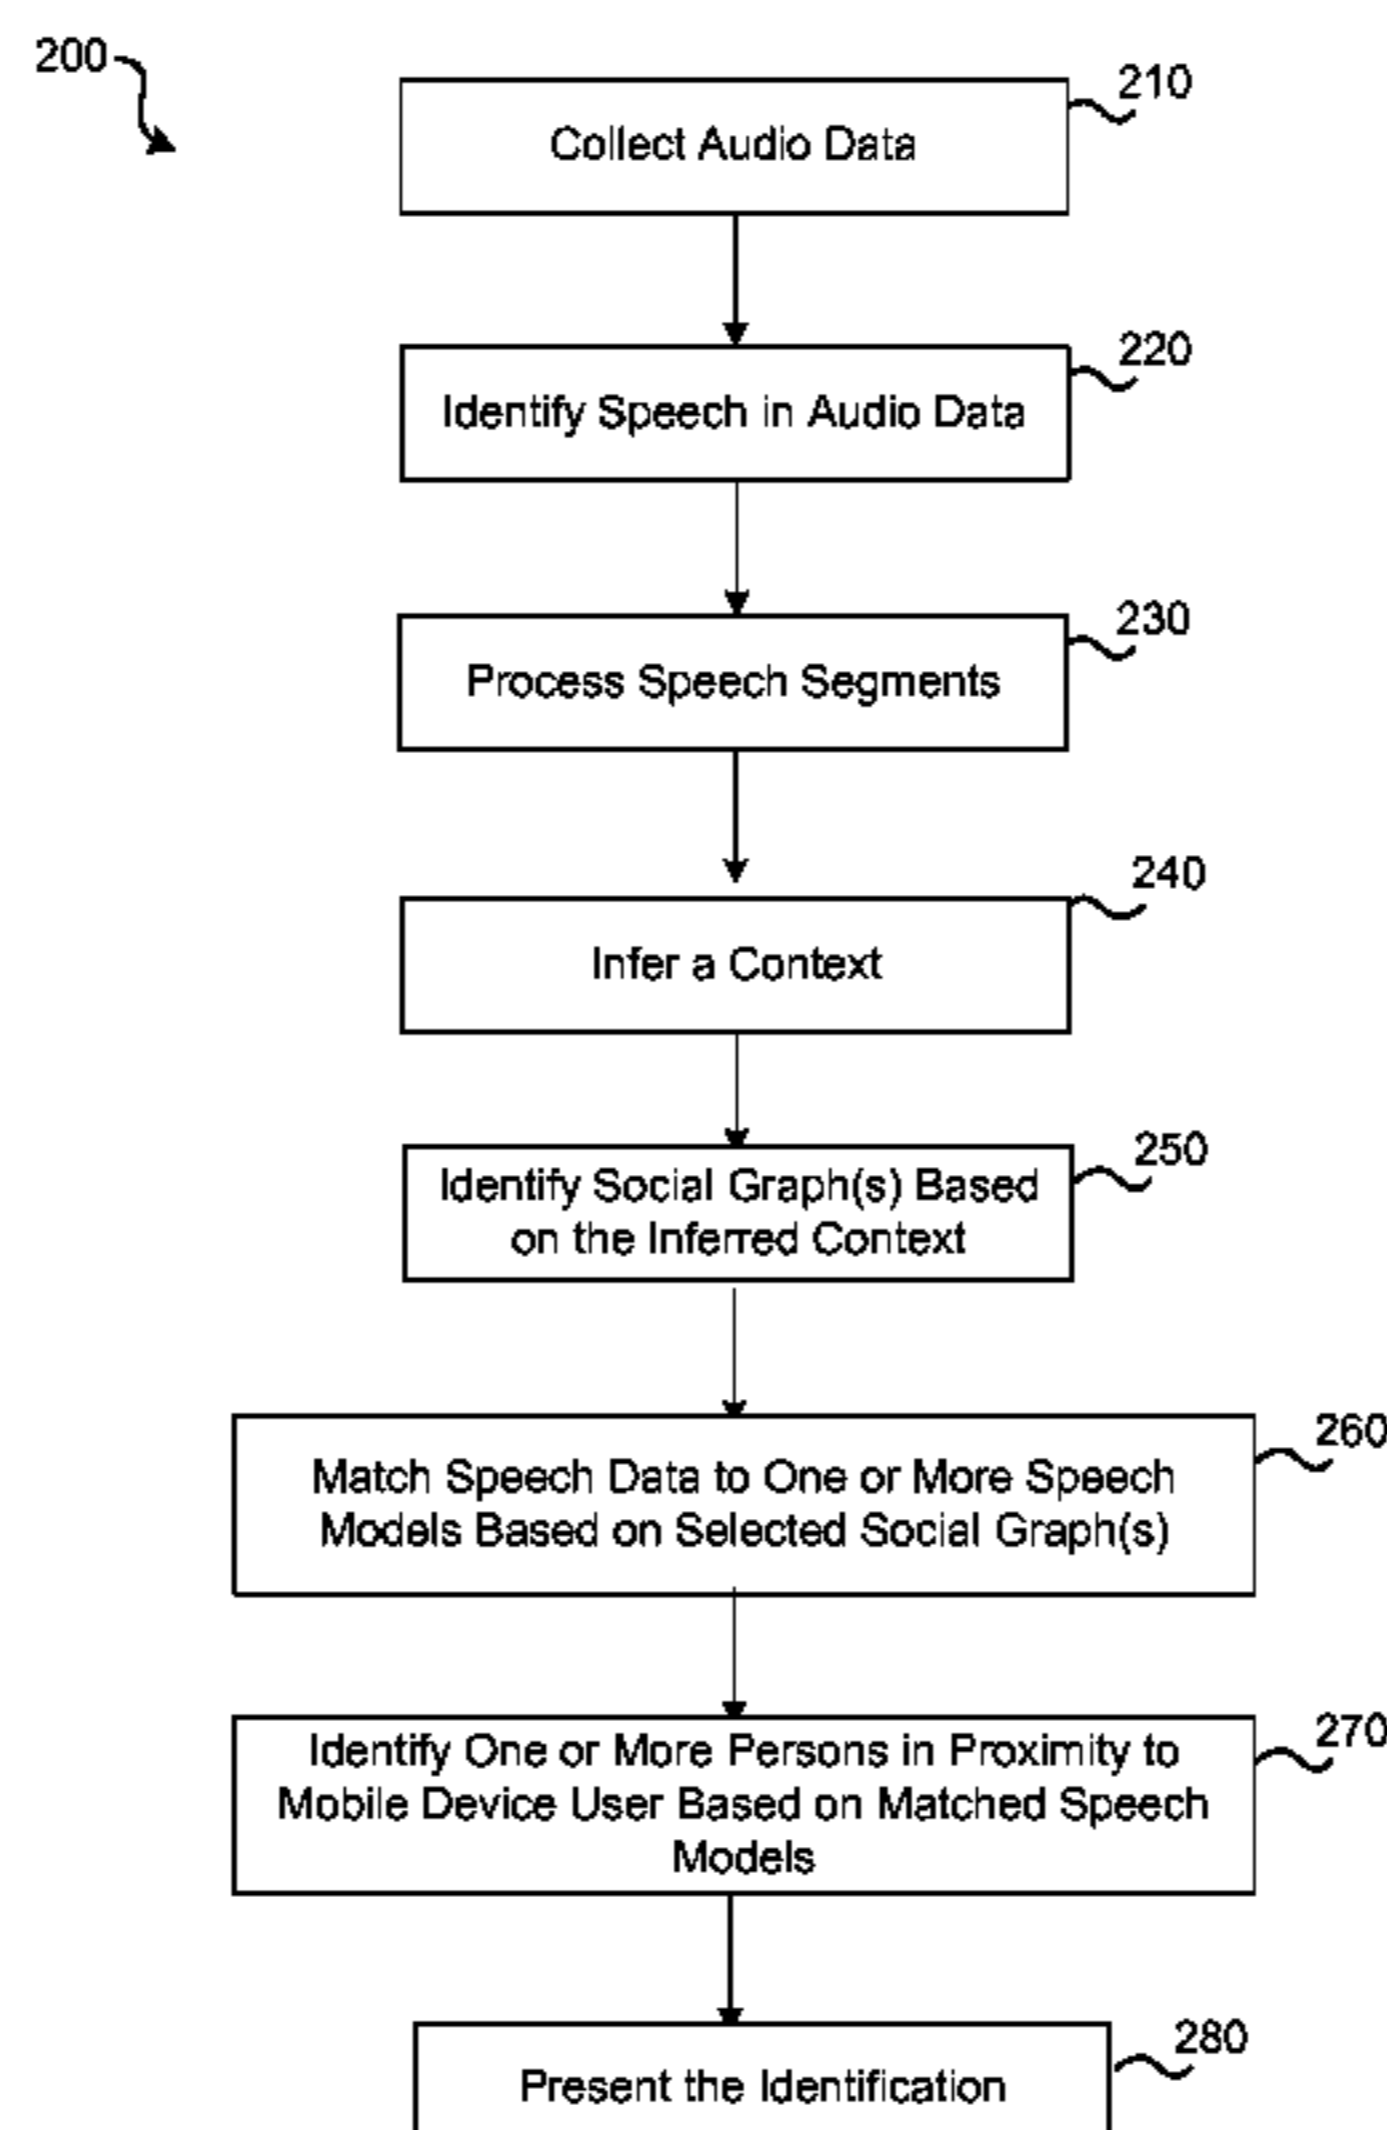 200
210
Collect Audio Data
220
Identify Speech in Audio Data
230
Process Speech Segments
240
Infer a Context
250
Identify Social Graph(s) Based
on the Inferred Context
260
Match Speech Data to One or More Speech
Models Based on Selected Social Graph(s)
270
Identify One or More Persons in Proximity to
Mobile Device User Based on Matched Speech
Models
280
Present the Identification